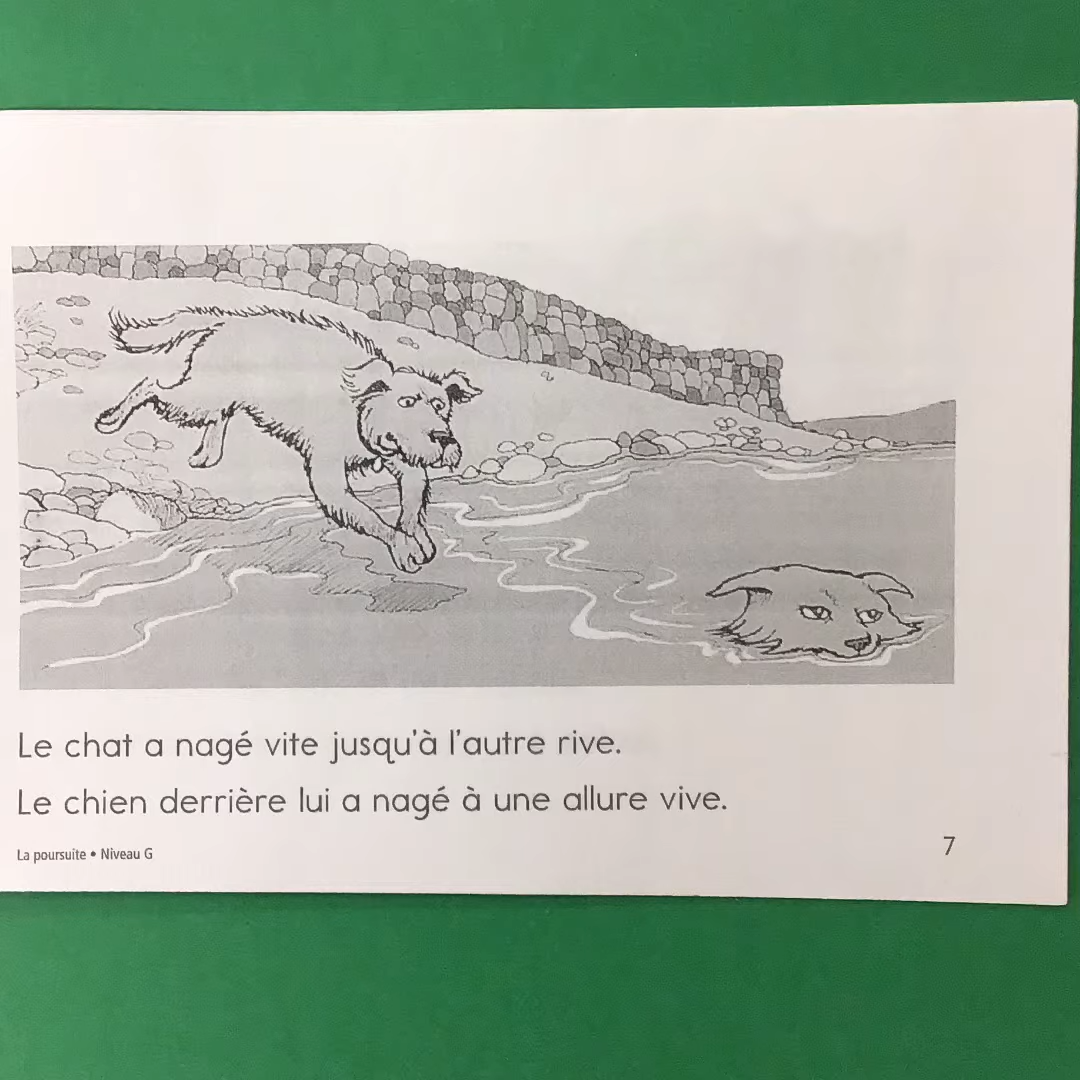 Le chat a nagé vite jusqu'à l'autre rive.
Le chien derrière lui a nagé à une allure vive.
La poursuite • Niveau G
7